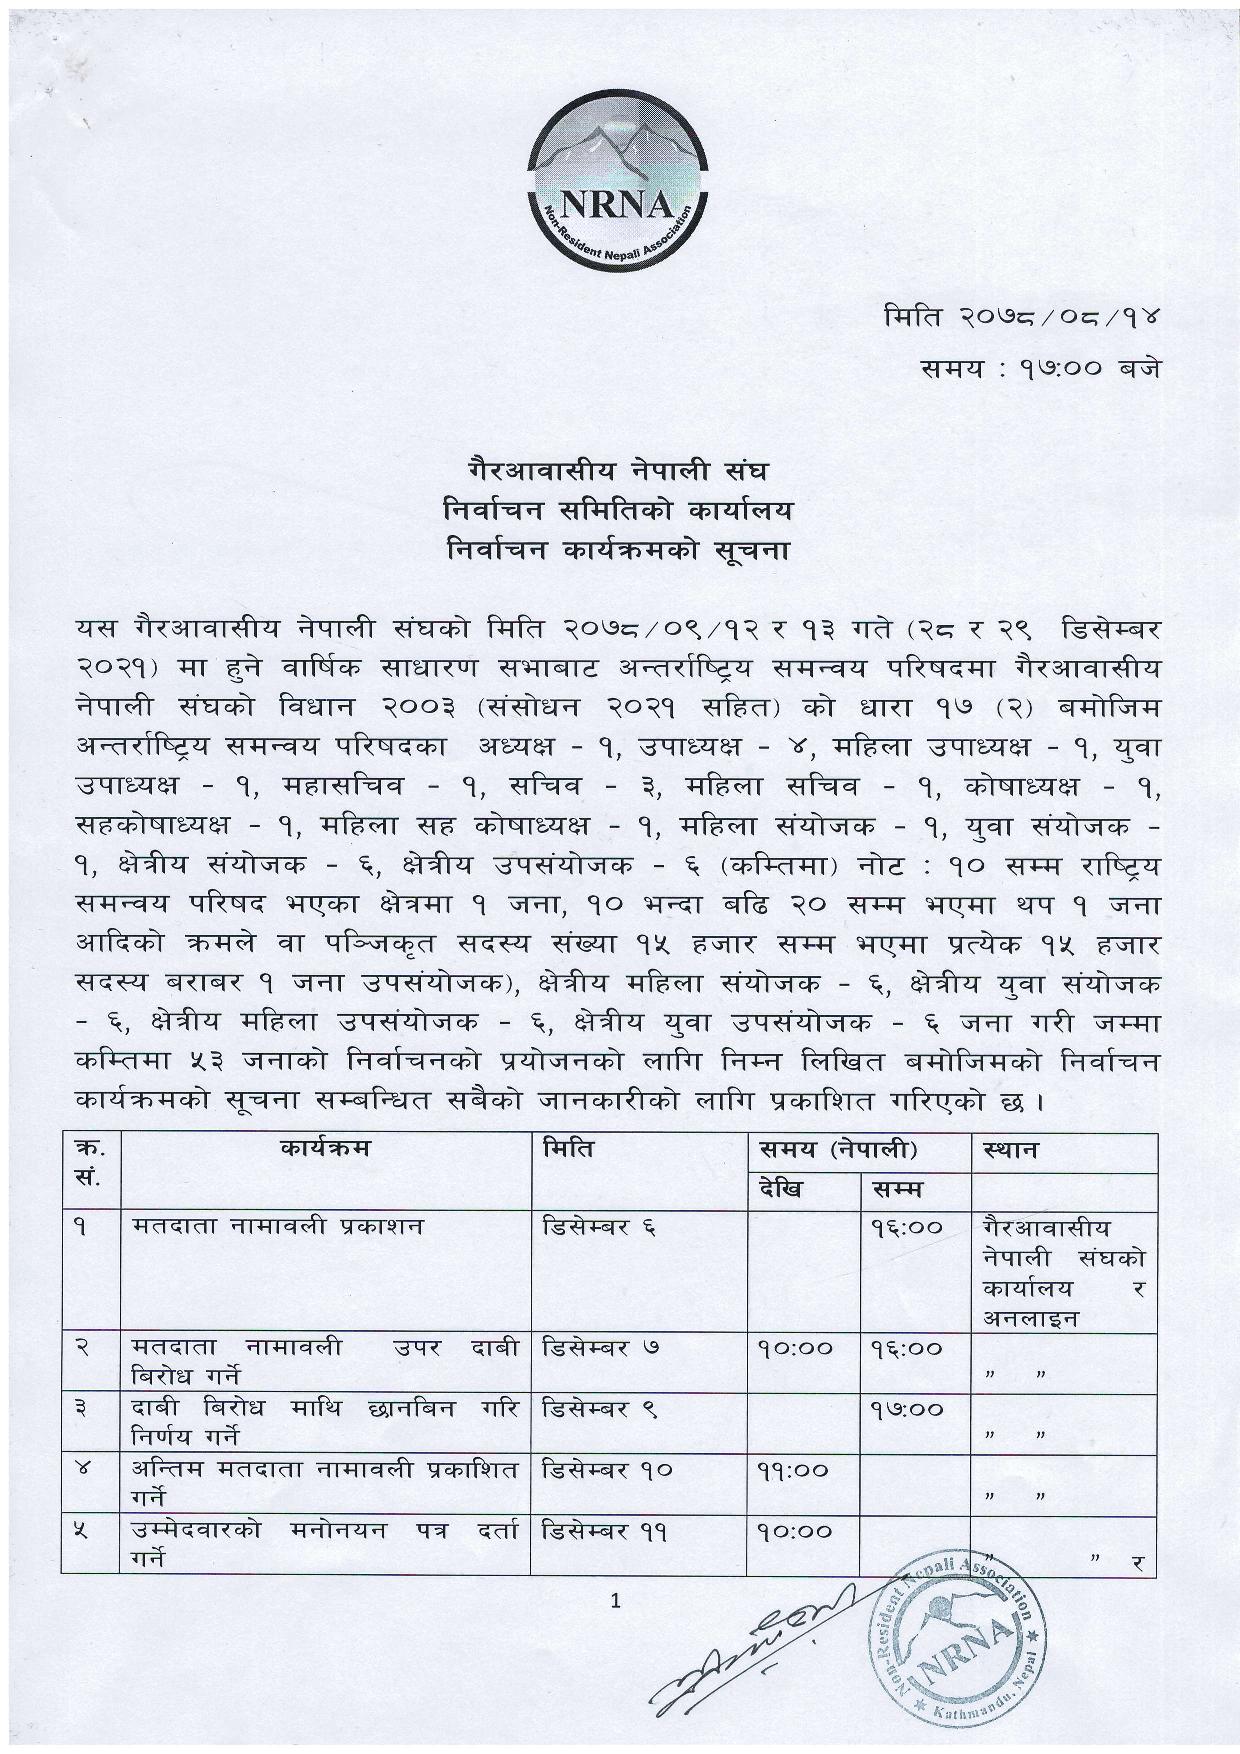 NRNA
Non-Resident Nepali Association
मिति २०७८/०८/१४
समय : १७:०० बजे
गैरआवासीय नेपाली संघ
निर्वाचन समितिको कार्यालय
निर्वाचन कार्यक्रमको सूचना
यस गैरआवासीय नेपाली संघको मिति २०७८/०९/१२ र १३ गते (२८ र २९ डिसेम्बर
२०२१) मा हुने वार्षिक साधारण सभाबाट अन्तर्राष्ट्रिय समन्वय परिषदमा गैरआवासीय
नेपाली संघको विधान २००३ (संसोधन २०२१ सहित) को धारा १७ (२) बमोजिम
अन्तर्राष्ट्रिय समन्वय परिषदका अध्यक्ष - १, उपाध्यक्ष - ४, महिला उपाध्यक्ष - १, युवा
उपाध्यक्ष - १, महासचिव - १, सचिव - ३, महिला सचिव - १, कोषाध्यक्ष - १,
सहकोषाध्यक्ष - १, महिला सह कोषाध्यक्ष - १, महिला संयोजक - १, युवा संयोजक -
१, क्षेत्रीय संयोजक - ६, क्षेत्रीय उपसंयोजक - ६ (कम्तिमा) नोट : १० सम्म राष्ट्रिय
समन्वय परिषद भएका क्षेत्रमा १ जना, १० भन्दा बढि २० सम्म भएमा थप १ जना
आदिको क्रमले वा पञ्जिकृत सदस्य संख्या १५ हजार सम्म भएमा प्रत्येक १५ हजार
सदस्य बराबर १ जना उपसंयोजक), क्षेत्रीय महिला संयोजक - ६, क्षेत्रीय युवा संयोजक
- ६, क्षेत्रीय महिला उपसंयोजक - ६, क्षेत्रीय युवा उपसंयोजक - ६ जना गरी जम्मा
कम्तिमा ५३ जनाको निर्वाचनको प्रयोजनको लागि निम्न लिखित बमोजिमको निर्वाचन
कार्यक्रमको सूचना सम्बन्धित सबैको जानकारीको लागि प्रकाशित गरिएको छ ।
क्र. कार्यक्रम मिति समय (नेपाली) स्थान
सं. देखि सम्म
१ मतदाता नामावली प्रकाशन डिसेम्बर ६ १६:०० गैरआवासीय
नेपाली संघको
कार्यालय र
अनलाइन
२ मतदाता नामावली उपर दाबी डिसेम्बर ७ १०:०० १६:००
बिरोध गर्ने ” ”
३ दाबी बिरोध माथि छानबिन गरि डिसेम्बर ९ १७:००
निर्णय गर्ने ” ”
४ अन्तिम मतदाता नामावली प्रकाशित डिसेम्बर १० ११:००
गर्ने ” ”
५ उम्मेदवारको मनोनयन पत्र दर्ता डिसेम्बर ११ १०:००
गर्ने ” ” र
1
Non-Resident Nepali Association
NRNA
Kathmandu, Nepal